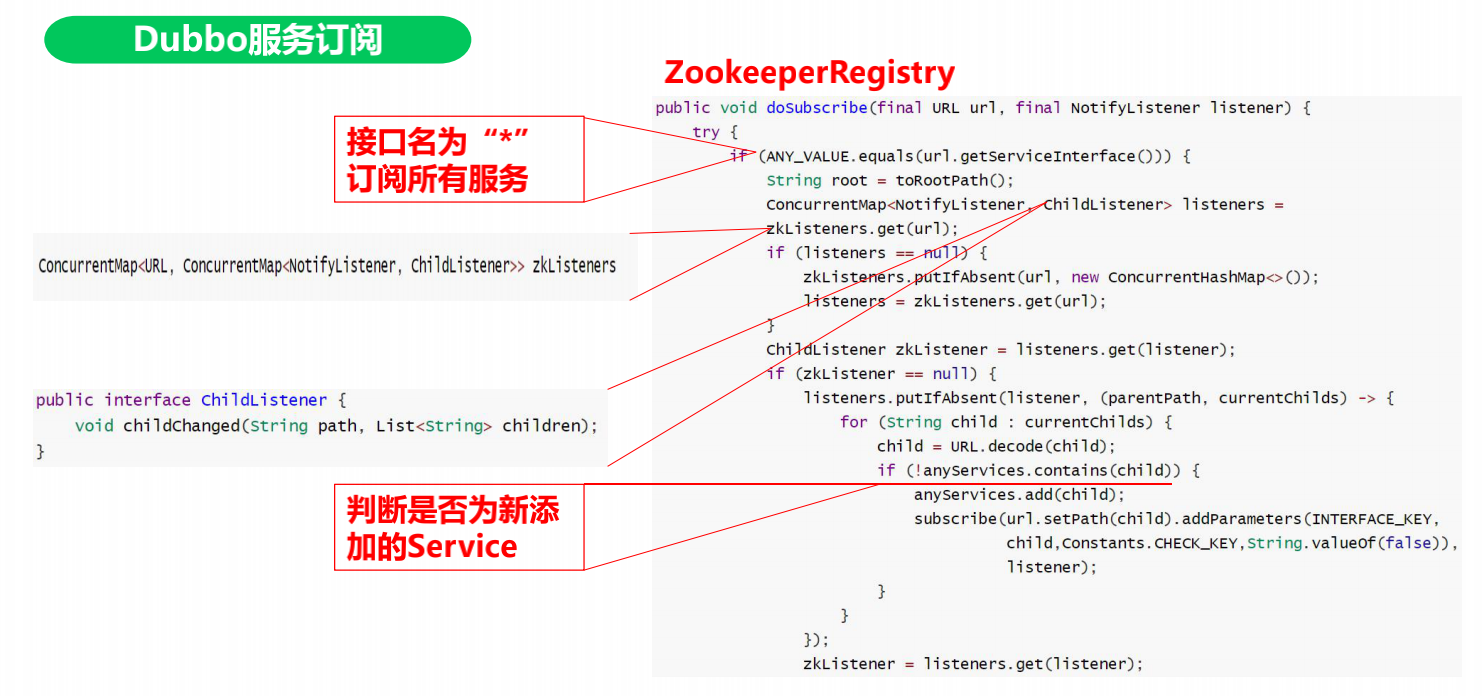 Dubbo服务订阅
ZookeeperRegistry
接口名为“*”
订阅所有服务
ConcurrentMap<URL, ConcurrentMap<NotifyListener, ChildListener>> zkListeners
public interface ChildListener {
void childChanged(String path, List<String> children);
}
判断是否为新添
加的Service
public void doSubscribe(final URL url, final NotifyListener listener) {
try {
if (ANY_VALUE.equals(url.getServiceInterface())) {
String root = toRootPath();
ConcurrentMap<NotifyListener, ChildListener> listeners =
zkListeners.get(url);
if (listeners == null) {
zkListeners.putIfAbsent(url, new ConcurrentHashMap<>());
listeners = zkListeners.get(url);
}
ChildListener zkListener = listeners.get(listener);
if (zkListener == null) {
listeners.putIfAbsent(listener, (parentPath, currentChilds) -> {
for (String child : currentChilds) {
child = URL.decode(child);
if (!anyServices.contains(child)) {
anyServices.add(child);
subscribe(url.setPath(child).addParameters(INTERFACE_KEY,
child,Constants.CHECK_KEY,String.valueOf(false)),
listener);
}
}
});
zkListener = listeners.get(listener);